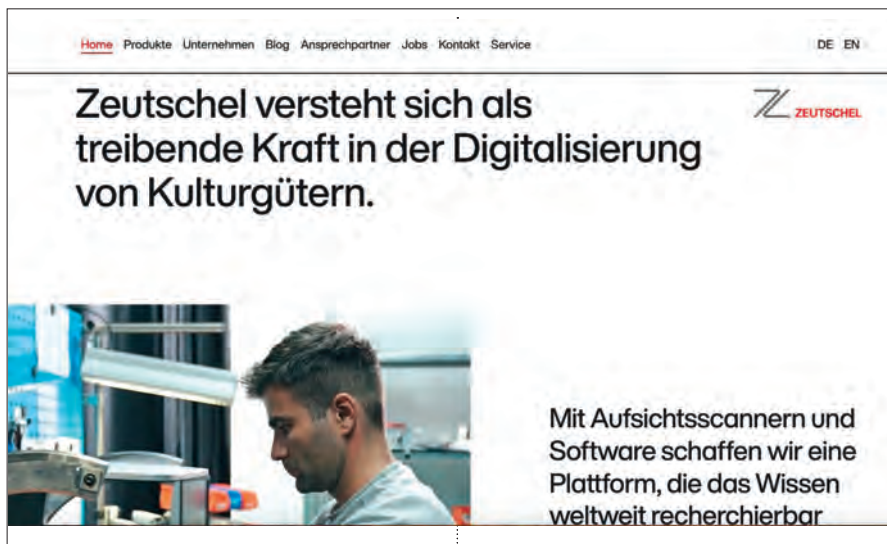 Home Produkte Unternehmen Blog Ansprechpartner Jobs Kontakt Service DE EN
Zeutschel versteht sich als
treibende Kraft in der Digitalisierung
von Kulturgütern.
ZEUTSCHEL
Mit Aufsichtsscannern und
Software schaffen wir eine
Plattform, die das Wissen
weltweit recherchierbar